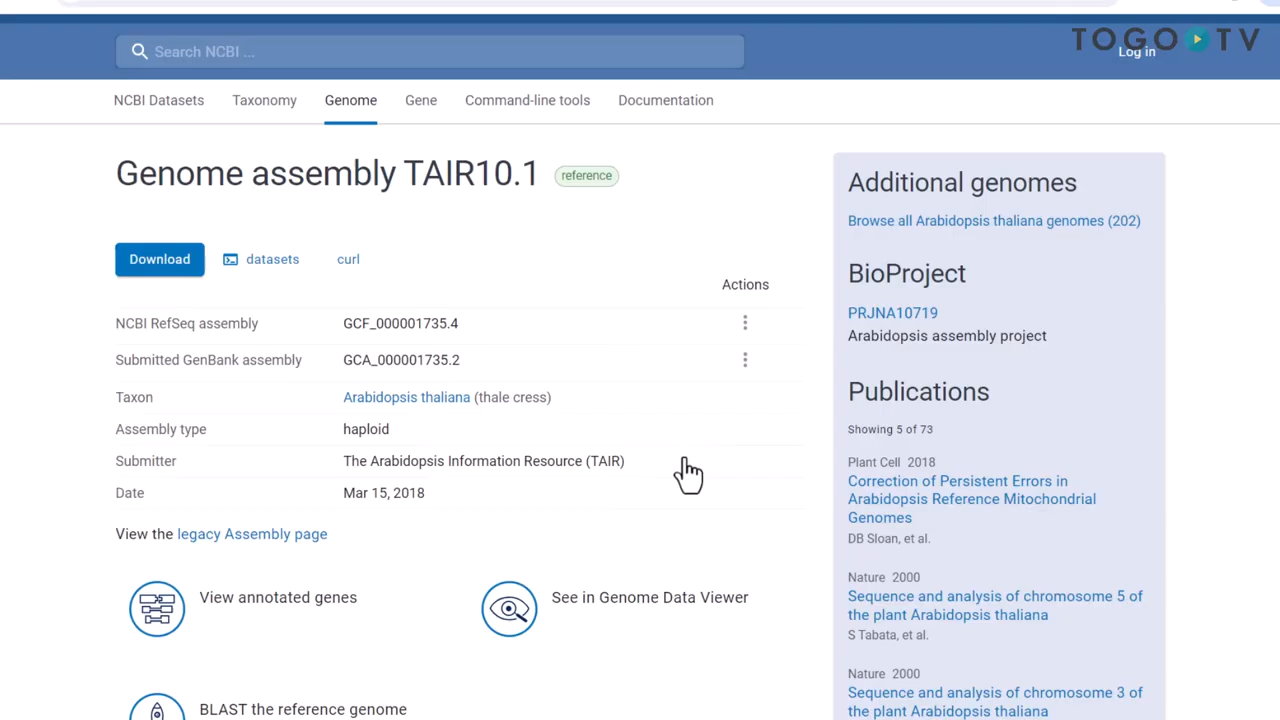 TOGO TV
Search NCBI ...
Log in
NCBI Datasets Taxonomy Genome Gene Command-line tools Documentation
Genome assembly TAIR10.1 reference
Download datasets curl
Actions
NCBI RefSeq assembly GCF_000001735.4
Submitted GenBank assembly GCA_000001735.2
Taxon Arabidopsis thaliana (thale cress)
Assembly type haploid
Submitter The Arabidopsis Information Resource (TAIR)
Date Mar 15, 2018
View the legacy Assembly page
View annotated genes
See in Genome Data Viewer
BLAST the reference genome
Additional genomes
Browse all Arabidopsis thaliana genomes (202)
BioProject
PRJNA10719
Arabidopsis assembly project
Publications
Showing 5 of 73
Plant Cell 2018
Correction of Persistent Errors in
Arabidopsis Reference Mitochondrial
Genomes
DB Sloan, et al.
Nature 2000
Sequence and analysis of chromosome 5 of
the plant Arabidopsis thaliana
S Tabata, et al.
Nature 2000
Sequence and analysis of chromosome 3 of
the plant Arabidopsis thaliana